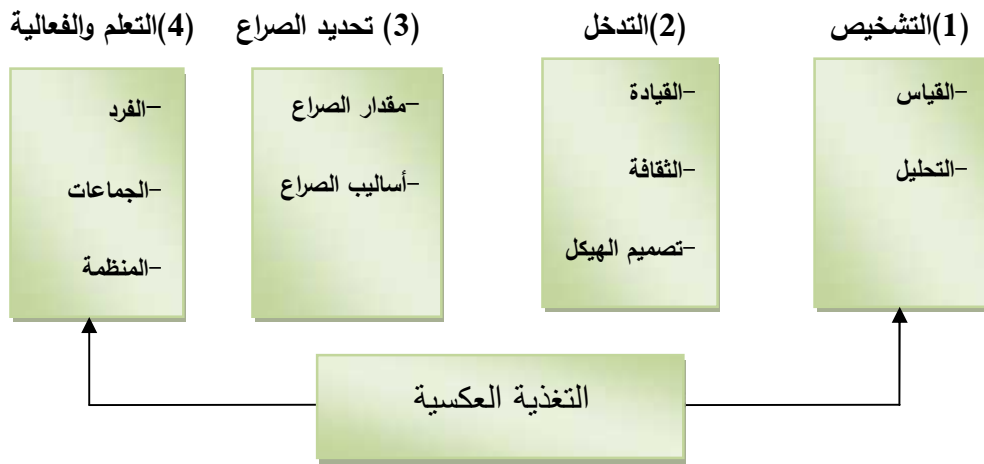 (1)التشخيص
-القياس
-التحليل
(2)التدخل
-القيادة
-الثقافة
-تصميم الهيكل
(3) تحديد الصراع
-مقدار الصراع
-أساليب الصراع
(4)التعلم والفعالية
-الفرد
-الجماعات
-المنظمة
التغذية العكسية